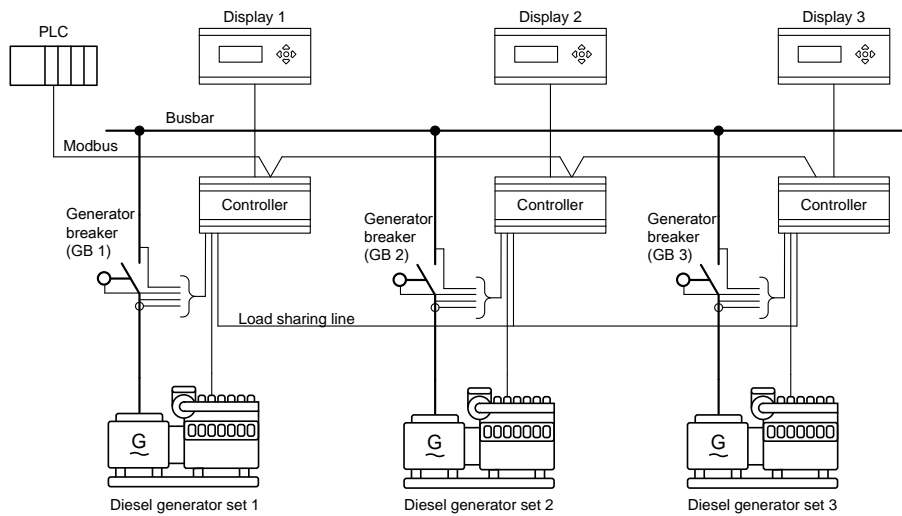 PLC
Display 1
Display 2
Display 3
Busbar
Modbus
Controller
Controller
Controller
Generator
breaker
(GB 1)
Generator
breaker
(GB 2)
Generator
breaker
(GB 3)
Load sharing line
G
G
G
Diesel generator set 1
Diesel generator set 2
Diesel generator set 3